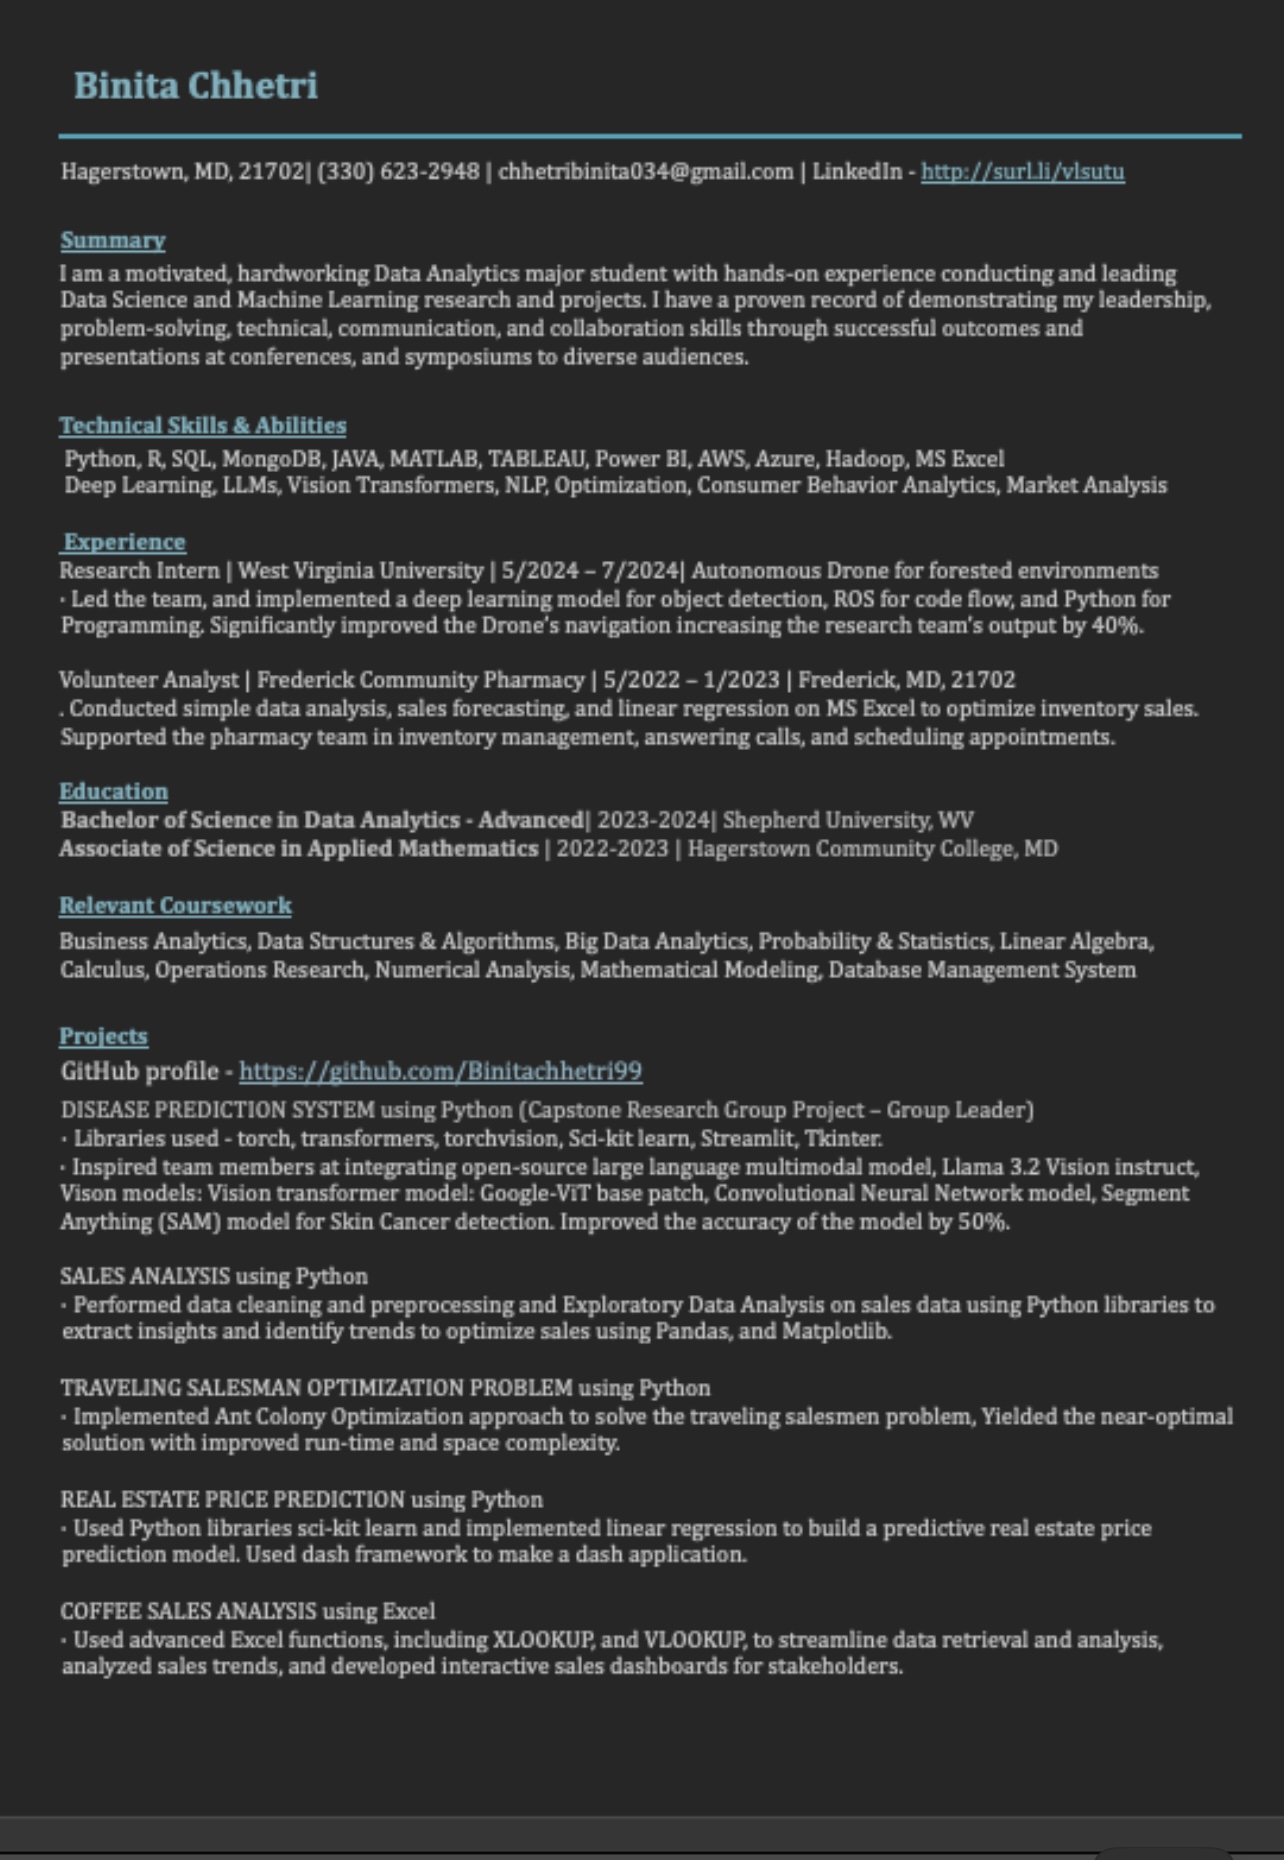 Binita Chhetri
Hagerstown, MD, 21702| (330) 623-2948 | chhetribinita034@gmail.com | LinkedIn - http://surl.li/vlsutu
Summary
I am a motivated, hardworking Data Analytics major student with hands-on experience conducting and leading
Data Science and Machine Learning research and projects. I have a proven record of demonstrating my leadership,
problem-solving, technical, communication, and collaboration skills through successful outcomes and
presentations at conferences, and symposiums to diverse audiences.
Technical Skills & Abilities
Python, R, SQL, MongoDB, JAVA, MATLAB, TABLEAU, Power BI, AWS, Azure, Hadoop, MS Excel
Deep Learning, LLMs, Vision Transformers, NLP, Optimization, Consumer Behavior Analytics, Market Analysis
Experience
Research Intern | West Virginia University | 5/2024 – 7/2024| Autonomous Drone for forested environments
· Led the team, and implemented a deep learning model for object detection, ROS for code flow, and Python for
Programming. Significantly improved the Drone's navigation increasing the research team's output by 40%.
Volunteer Analyst | Frederick Community Pharmacy | 5/2022 – 1/2023 | Frederick, MD, 21702
. Conducted simple data analysis, sales forecasting, and linear regression on MS Excel to optimize inventory sales.
Supported the pharmacy team in inventory management, answering calls, and scheduling appointments.
Education
Bachelor of Science in Data Analytics - Advanced| 2023-2024| Shepherd University, WV
Associate of Science in Applied Mathematics | 2022-2023 | Hagerstown Community College, MD
Relevant Coursework
Business Analytics, Data Structures & Algorithms, Big Data Analytics, Probability & Statistics, Linear Algebra,
Calculus, Operations Research, Numerical Analysis, Mathematical Modeling, Database Management System
Projects
GitHub profile - https://github.com/Binitachhetri99
DISEASE PREDICTION SYSTEM using Python (Capstone Research Group Project – Group Leader)
· Libraries used - torch, transformers, torchvision, Sci-kit learn, Streamlit, Tkinter.
· Inspired team members at integrating open-source large language multimodal model, Llama 3.2 Vision instruct,
Vison models: Vision transformer model: Google-ViT base patch, Convolutional Neural Network model, Segment
Anything (SAM) model for Skin Cancer detection. Improved the accuracy of the model by 50%.
SALES ANALYSIS using Python
· Performed data cleaning and preprocessing and Exploratory Data Analysis on sales data using Python libraries to
extract insights and identify trends to optimize sales using Pandas, and Matplotlib.
TRAVELING SALESMAN OPTIMIZATION PROBLEM using Python
· Implemented Ant Colony Optimization approach to solve the traveling salesmen problem, Yielded the near-optimal
solution with improved run-time and space complexity.
REAL ESTATE PRICE PREDICTION using Python
· Used Python libraries sci-kit learn and implemented linear regression to build a predictive real estate price
prediction model. Used dash framework to make a dash application.
COFFEE SALES ANALYSIS using Excel
· Used advanced Excel functions, including XLOOKUP, and VLOOKUP, to streamline data retrieval and analysis,
analyzed sales trends, and developed interactive sales dashboards for stakeholders.